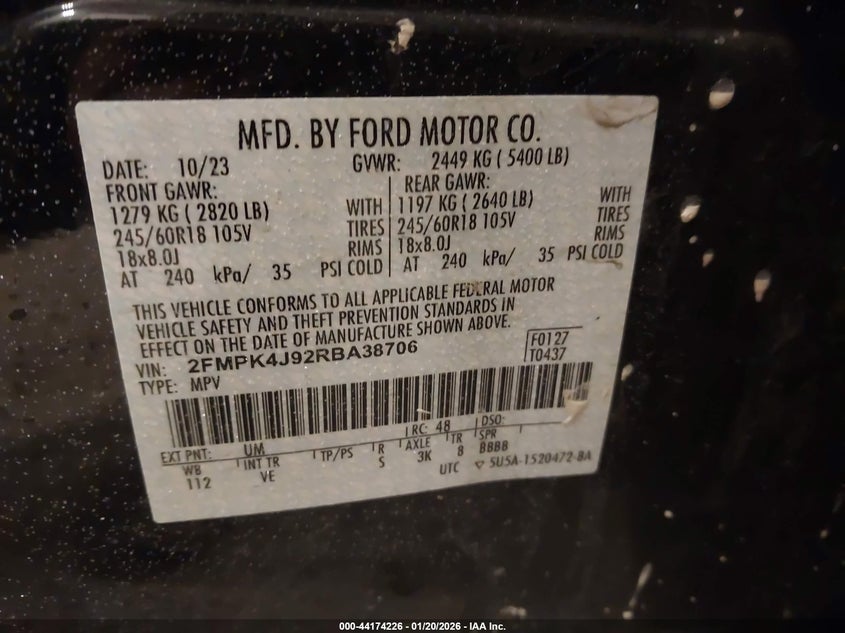 MFD. BY FORD MOTOR CO.
DATE: 10/23 GVWR: 2449 KG ( 5400 LB)
FRONT GAWR: REAR GAWR:
1279 KG ( 2820 LB) WITH 1197 KG ( 2640 LB) WITH
245/60R18 105V TIRES 245/60R18 105V TIRES
18x8.0J RIMS 18x8.0J RIMS
AT 240 kPa/ 35 PSI COLD AT 240 kPa/ 35 PSI COLD
THIS VEHICLE CONFORMS TO ALL APPLICABLE FEDERAL MOTOR
VEHICLE SAFETY AND THEFT PREVENTION STANDARDS IN
EFFECT ON THE DATE OF MANUFACTURE SHOWN ABOVE.
VIN: 2FMPK4J92RBA38706 F0127
TYPE: MPV T0437
EXT PNT: UM RC: 48 DSO:
WB INT TR TP/PS R AXLE TR SPR
112 VE S 3K 8 BBBB
UTC ▽ 5U5A-1520472-BA
000-44174226 - 01/20/2026 - IAA Inc.